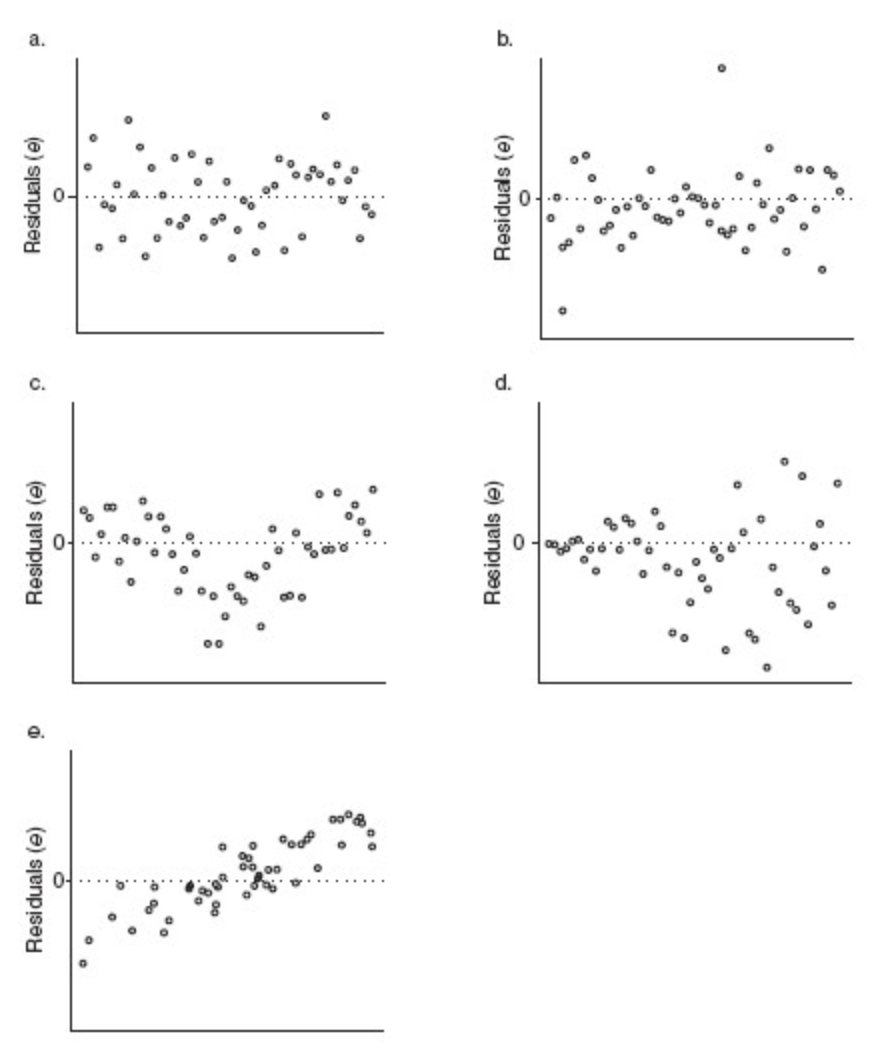 a.
Residuals (e)
0
b.
Residuals (e)
0
c.
Residuals (e)
0
d.
Residuals (e)
0
e.
Residuals (e)
0